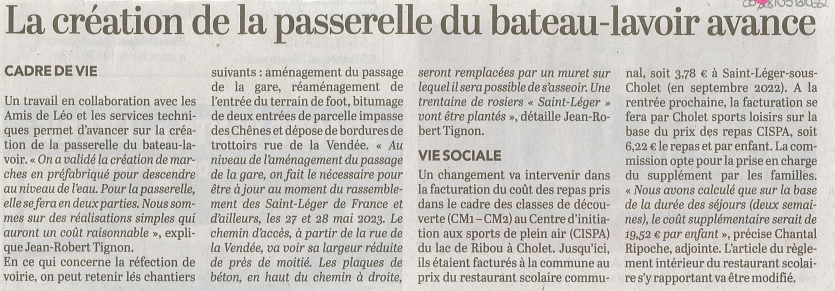 La création de la passerelle du bateau-lavoir avance
CADRE DE VIE
Un travail en collaboration avec les
Amis de Léo et les services techni-
ques permet d'avancer sur la créa-
tion de la passerelle du bateau-la-
voir. « On a validé la création de mar-
ches en préfabriqué pour descendre
au niveau de l'eau. Pour la passerelle,
elle se fera en deux parties. Nous som-
mes sur des réalisations simples qui
auront un coût raisonnable », expli-
que Jean-Robert Tignon.
En ce qui concerne la réfection de
voirie, on peut retenir les chantiers
suivants : aménagement du passage
de la gare, réaménagement de
l'entrée du terrain de foot, bitumage
de deux entrées de parcelle impasse
des Chênes et dépose de bordures de
trottoirs rue de la Vendée. « Au
niveau de l'aménagement du passage
de la gare, on fait le nécessaire pour
être à jour au moment du rassemble-
ment des Saint-Léger de France et
d'ailleurs, les 27 et 28 mai 2023. Le
chemin d'accès, à partir de la rue de
la Vendée, va voir sa largeur réduite
de près de moitié. Les plaques de
béton, en haut du chemin à droite,
seront remplacées par un muret sur
lequel il sera possible de s'asseoir. Une
trentaine de rosiers « Saint-Léger »
vont être plantés », détaille Jean-Ro-
bert Tignon.
VIE SOCIALE
Un changement va intervenir dans
la facturation du coût des repas pris
dans le cadre des classes de décou-
verte (CM1 – CM2) au Centre d'initia-
tion aux sports de plein air (CISPA)
du lac de Ribou à Cholet. Jusqu'ici,
ils étaient facturés à la commune au
prix du restaurant scolaire commu-
nal, soit 3,78 € à Saint-Léger-sous-
Cholet (en septembre 2022). A la
rentrée prochaine, la facturation se
fera par Cholet sports loisirs sur la
base du prix des repas CISPA, soit
6,22 € le repas et par enfant. La com-
mission opte pour la prise en charge
du supplément par les familles.
« Nous avons calculé que sur la base
de la durée des séjours (deux semai-
nes), le coût supplémentaire serait de
19,52 € par enfant », précise Chantal
Ripoche, adjointe. L'article du règle-
ment intérieur du restaurant scolai-
re s'y rapportant va être modifié.